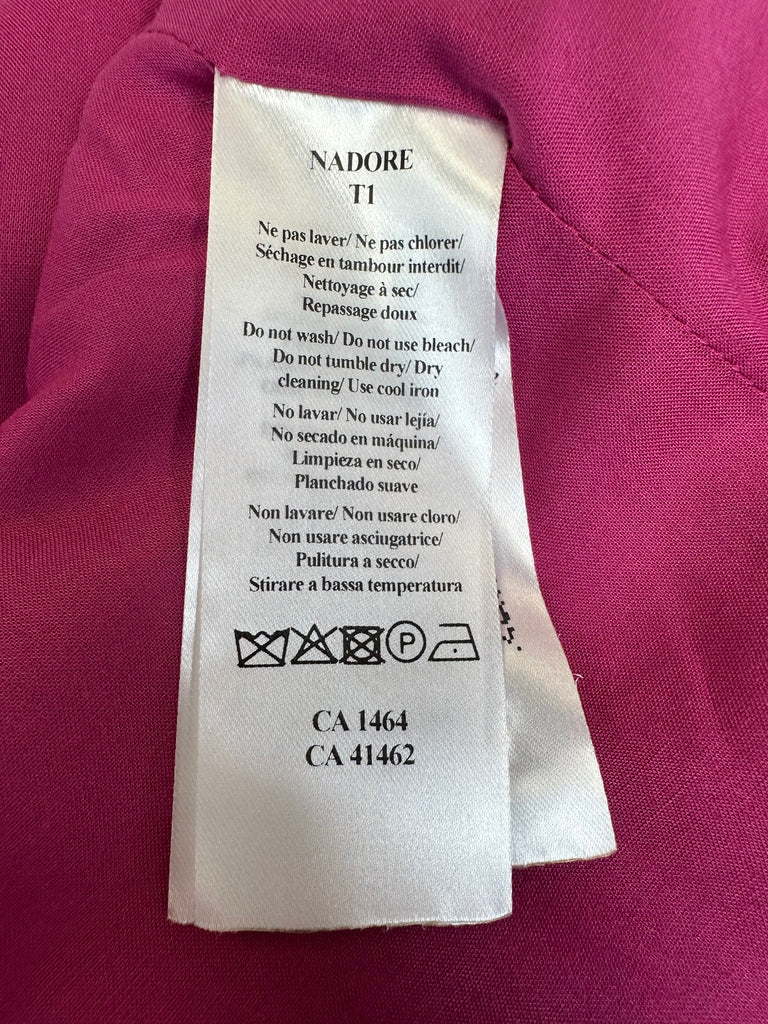 NADORE
T1
Ne pas laver/ Ne pas chlorer/
Séchage en tambour interdit/
Nettoyage à sec/
Repassage doux
Do not wash/ Do not use bleach/
Do not tumble dry/ Dry
cleaning/ Use cool iron
No lavar/ No usar lejía/
No secado en máquina/
Limpieza en seco/
Planchado suave
Non lavare/ Non usare cloro/
Non usare asciugatrice/
Pulitura a secco/
Stirare a bassa temperatura
P
CA 1464
CA 41462